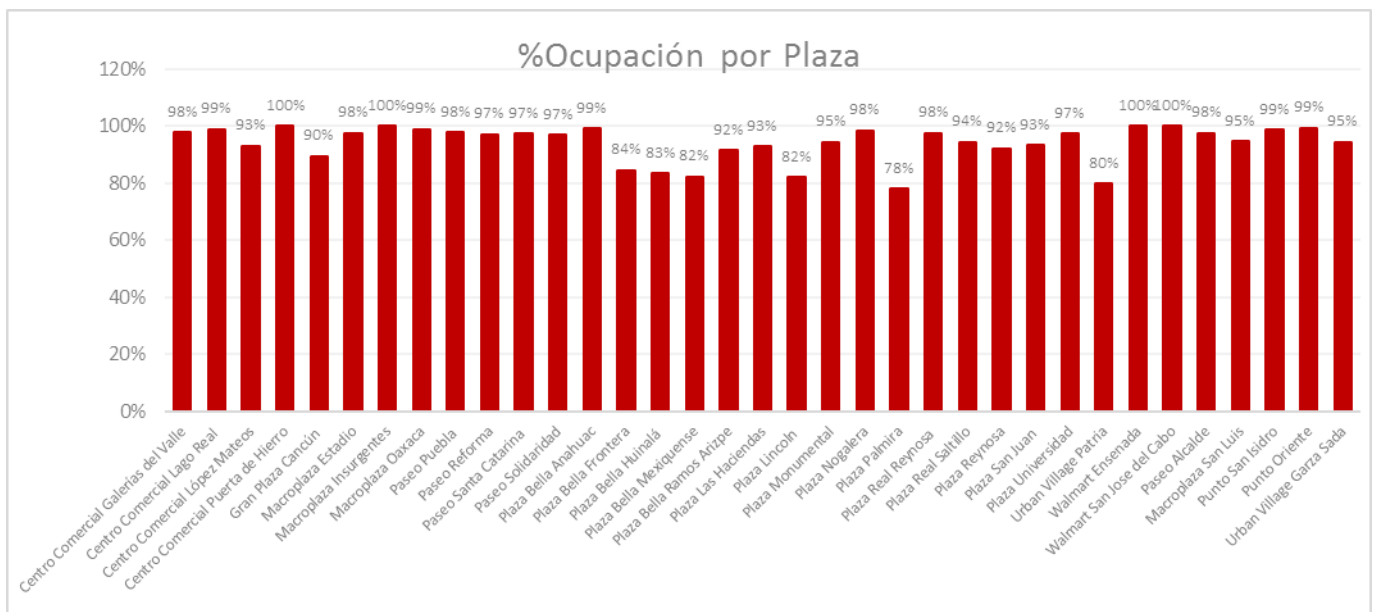 %Ocupación por Plaza
120%
100%
80%
60%
40%
20%
0%
98%
99%
93%
100%
90%
98%
100%
99%
98%
97%
97%
97%
99%
84%
83%
82%
92%
93%
82%
95%
98%
78%
98%
94%
92%
93%
97%
80%
100%
100%
98%
95%
99%
99%
95%
Centro Comercial Galerías del Valle
Centro Comercial Lago Real
Centro Comercial López Mateos
Centro Comercial Puerta de Hierro
Gran Plaza Cancún
Macroplaza Estadio
Macroplaza Insurgentes
Macroplaza Oaxaca
Paseo Puebla
Paseo Reforma
Paseo Santa Catarina
Paseo Solidaridad
Plaza Bella Anahuac
Plaza Bella Frontera
Plaza Bella Huinalá
Plaza Bella Mexiquense
Plaza Bella Ramos Arizpe
Plaza Las Haciendas
Plaza Lincoln
Plaza Monumental
Plaza Nogalera
Plaza Palmira
Plaza Real Reynosa
Plaza Real Saltillo
Plaza Reynosa
Plaza San Juan
Plaza Universidad
Urban Village Patria
Walmart Ensenada
Walmart San Jose del Cabo
Paseo Alcalde
Macroplaza San Luis
Punto San Isidro
Punto Oriente
Urban Village Garza Sada